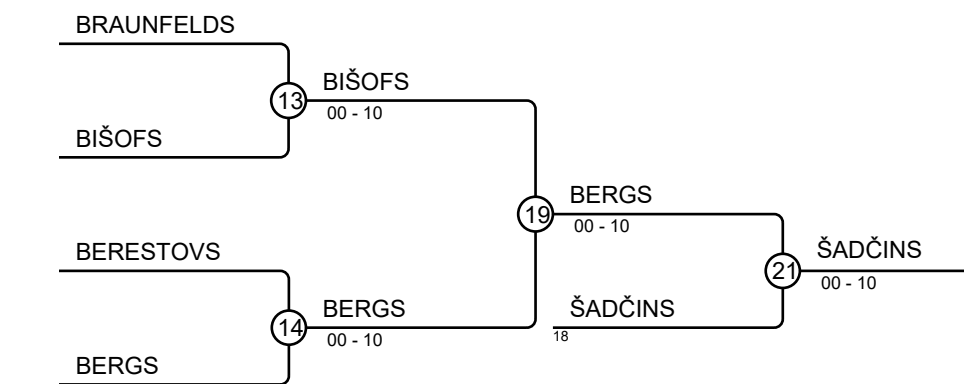 BRAUNFELDS
13
BIŠOFS
00 - 10
BIŠOFS
19
BERGS
00 - 10
BERESTOVS
14
BERGS
00 - 10
BERGS
ŠADČINS
18
21
ŠADČINS
00 - 10